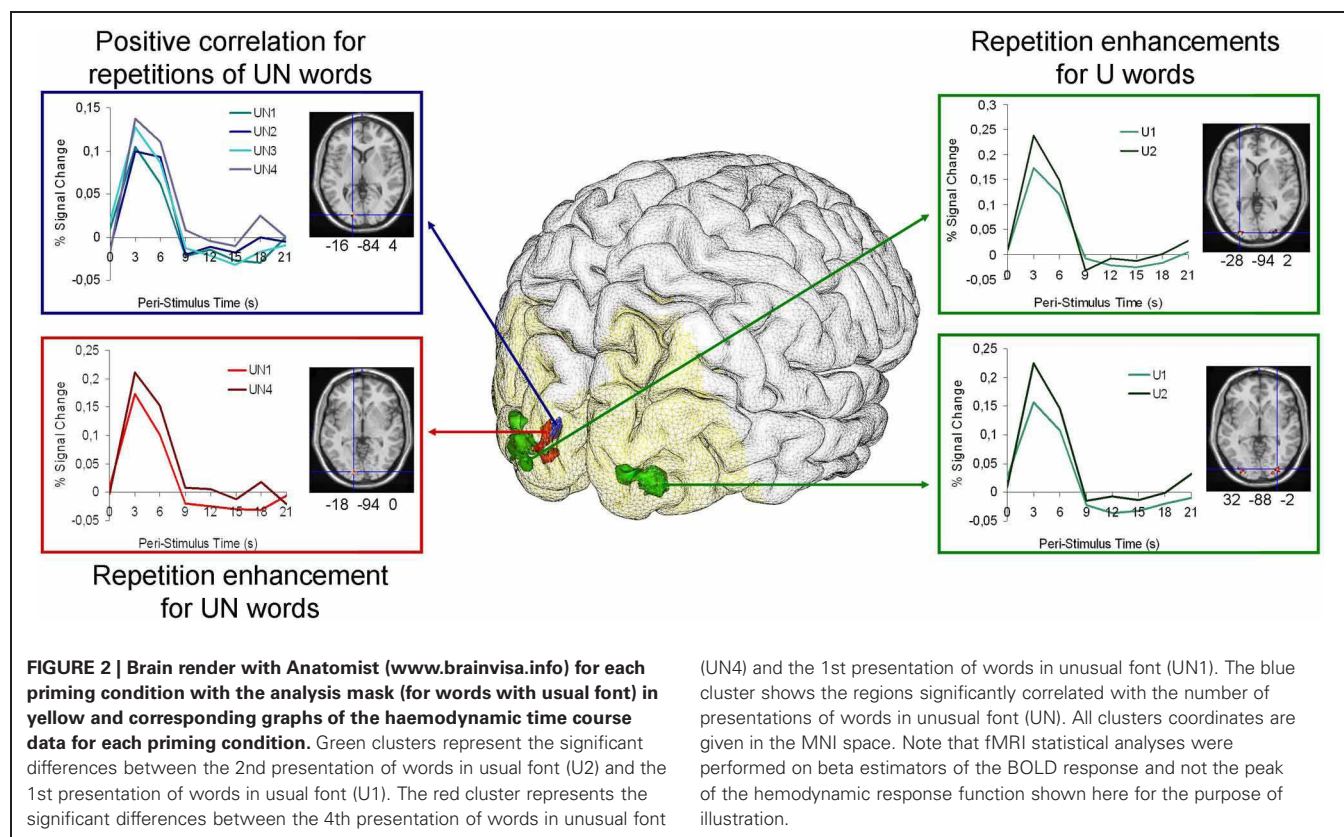 Positive correlation for
repetitions of UN words
0,15
0,1
0,05
0
-0,05
% Signal Change
UN1
UN2
UN3
UN4
0 3 6 9 12 15 18 21
Peri-Stimulus Time (s)
-16 -84 4
0,25
0,2
0,15
0,1
0,05
0
-0,05
% Signal Change
UN1
UN4
0 3 6 9 12 15 18 21
Peri-Stimulus Time (s)
-18 -94 0
Repetition enhancement
for UN words
Repetition enhancements
for U words
0,3
0,25
0,2
0,15
0,1
0,05
0
-0,05
% Signal Change
U1
U2
0 3 6 9 12 15 18 21
Peri-Stimulus Time (s)
-28 -94 2
0,25
0,2
0,15
0,1
0,05
0
-0,05
% Signal Change
U1
U2
0 3 6 9 12 15 18 21
Peri-Stimulus Time (s)
32 -88 -2
FIGURE 2 | Brain render with Anatomist (www.brainvisa.info) for each
priming condition with the analysis mask (for words with usual font) in
yellow and corresponding graphs of the haemodynamic time course
data for each priming condition. Green clusters represent the significant
differences between the 2nd presentation of words in usual font (U2) and the
1st presentation of words in usual font (U1). The red cluster represents the
significant differences between the 4th presentation of words in unusual font
(UN4) and the 1st presentation of words in unusual font (UN1). The blue
cluster shows the regions significantly correlated with the number of
presentations of words in unusual font (UN). All clusters coordinates are
given in the MNI space. Note that fMRI statistical analyses were
performed on beta estimators of the BOLD response and not the peak
of the hemodynamic response function shown here for the purpose of
illustration.